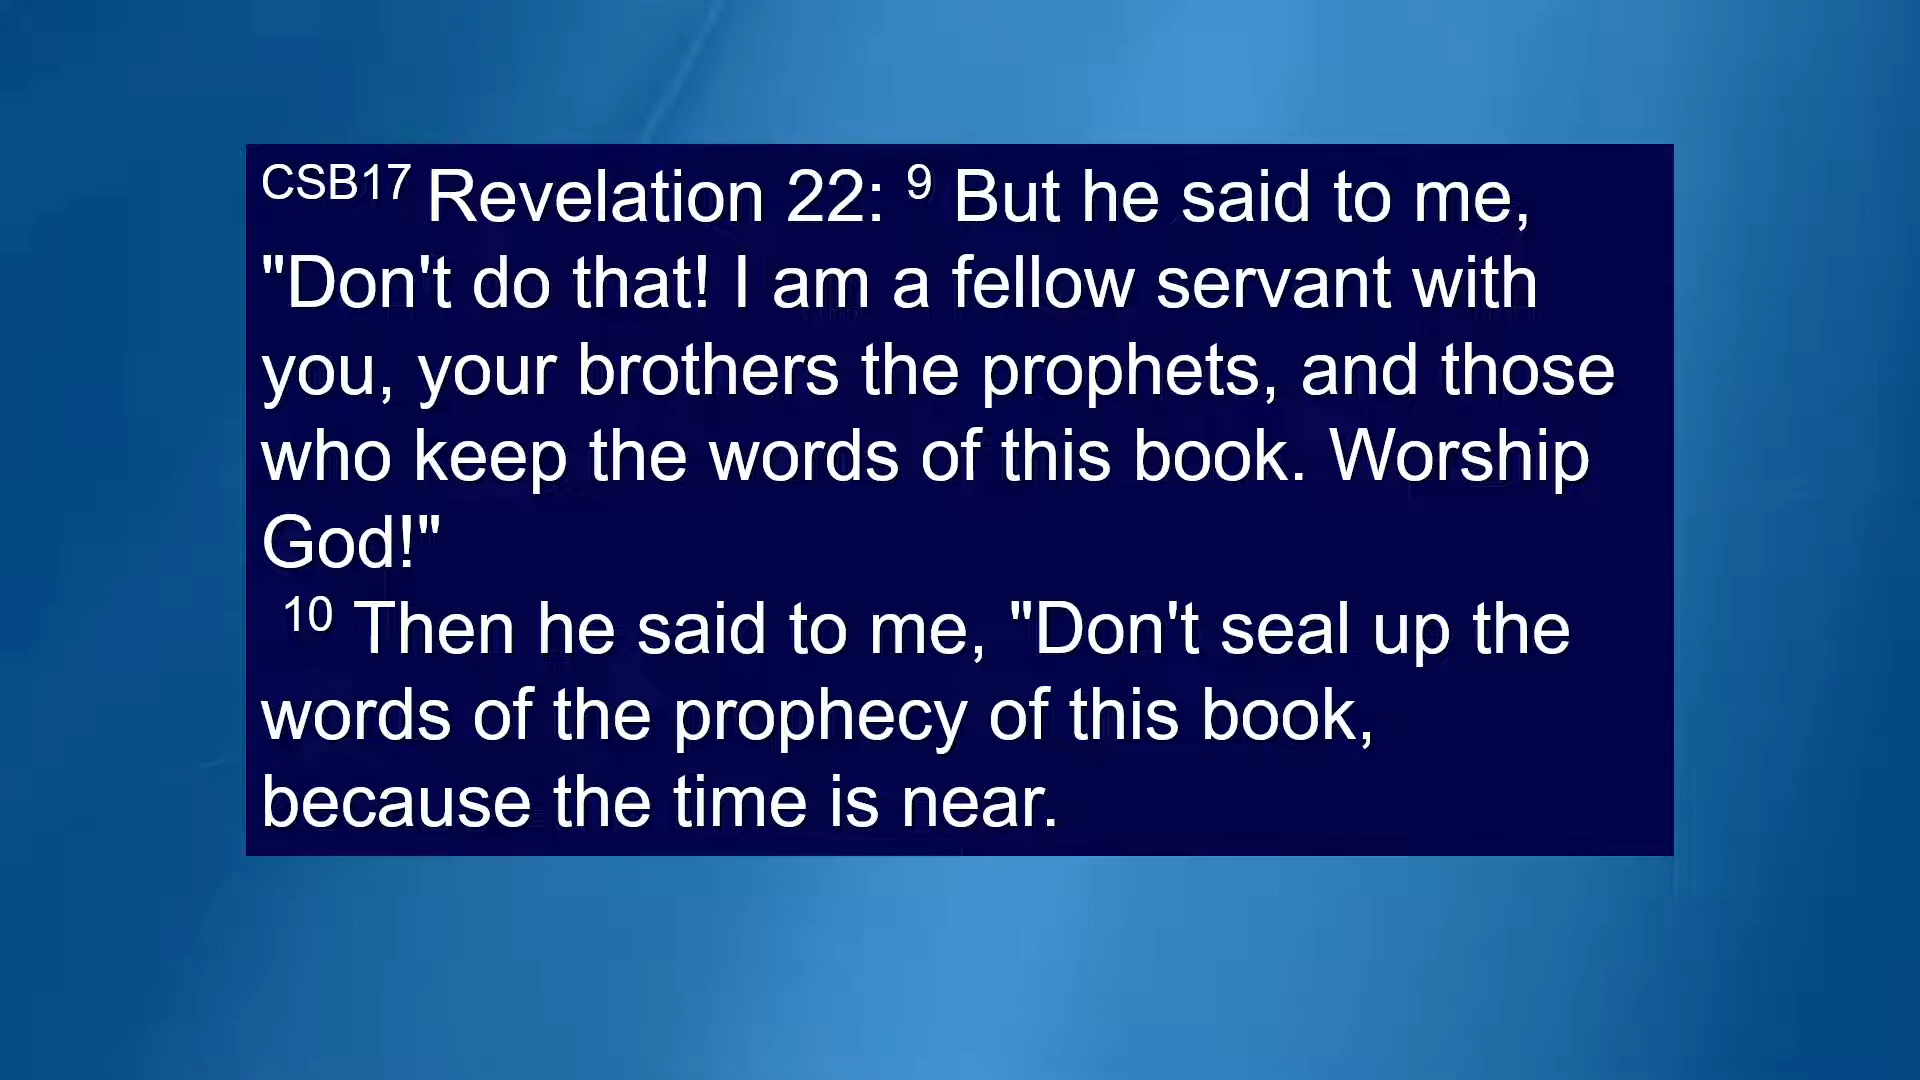 CSB17 Revelation 22: 9 But he said to me,
"Don't do that! I am a fellow servant with
you, your brothers the prophets, and those
who keep the words of this book. Worship
God!"
10 Then he said to me, "Don't seal up the
words of the prophecy of this book,
because the time is near.